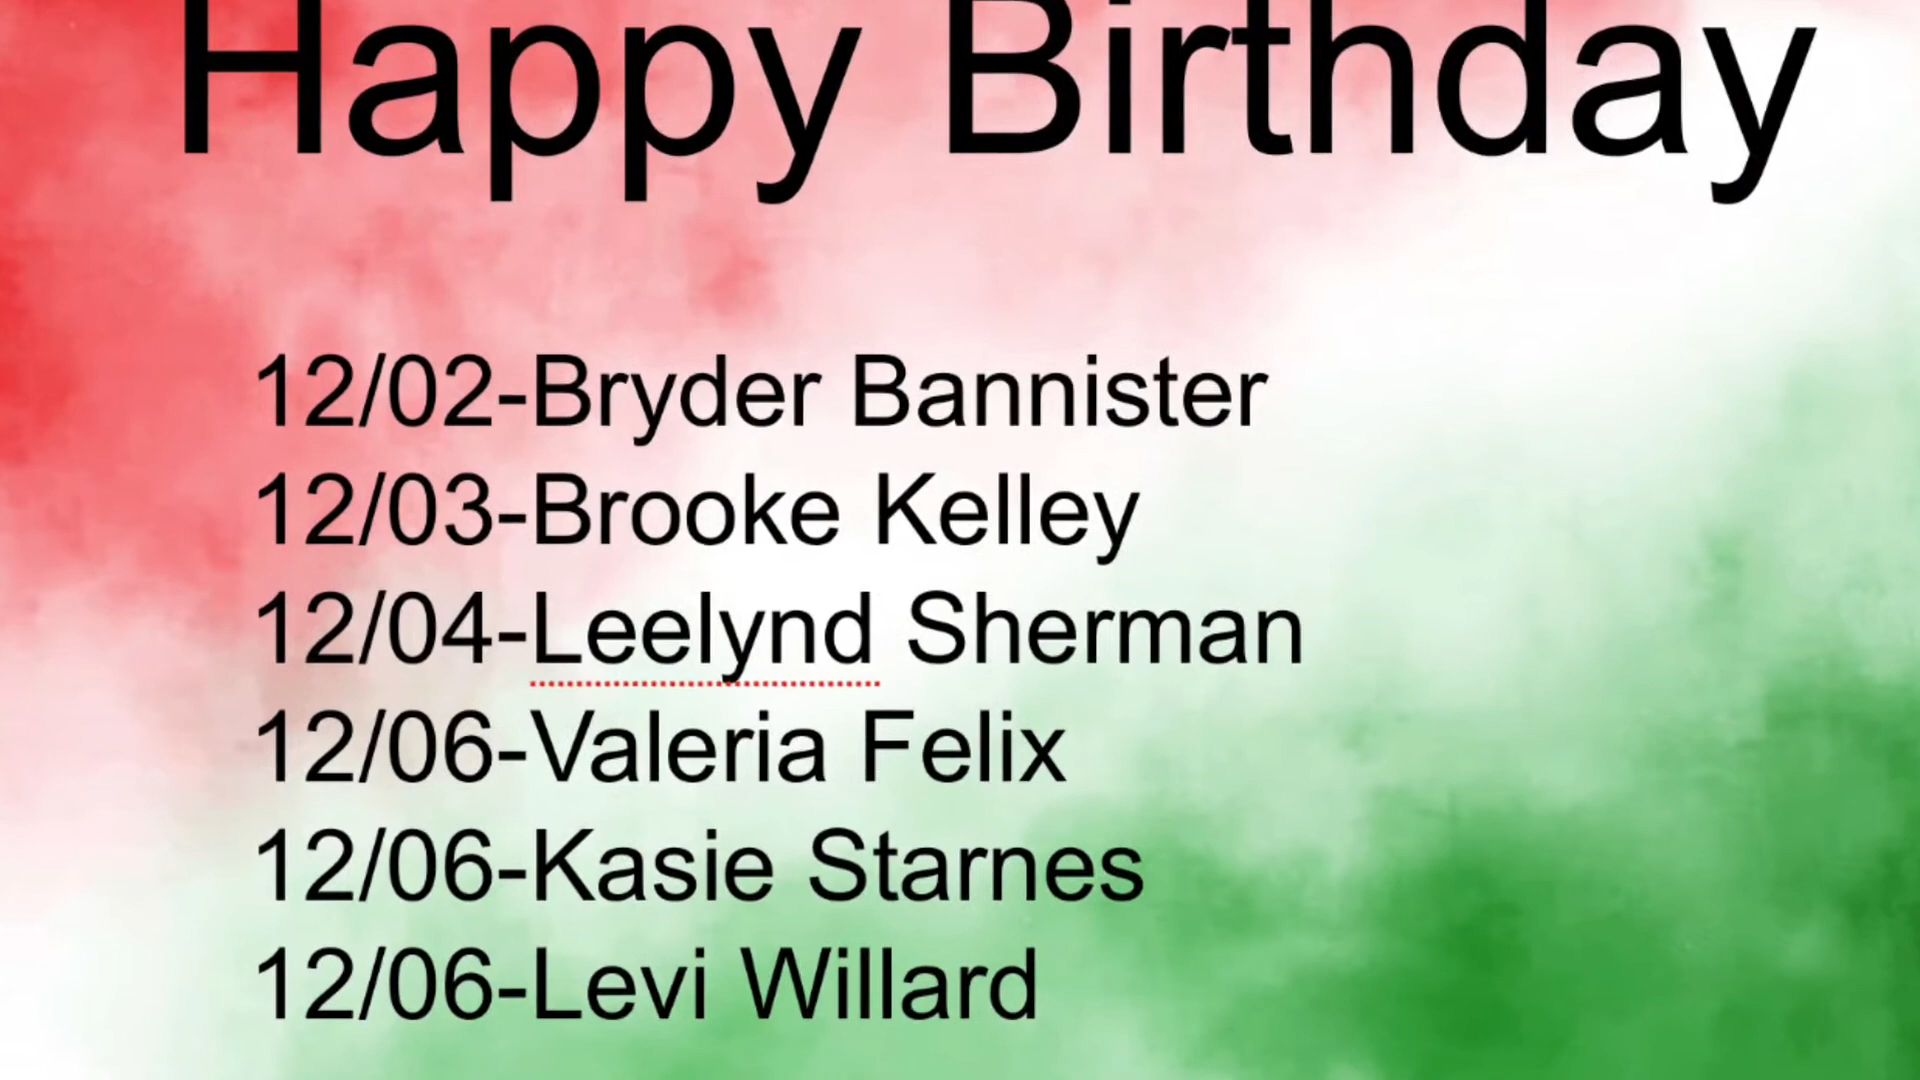 Happy Birthday
12/02-Bryder Bannister
12/03-Brooke Kelley
12/04-Leelynd Sherman
12/06-Valeria Felix
12/06-Kasie Starnes
12/06-Levi Willard